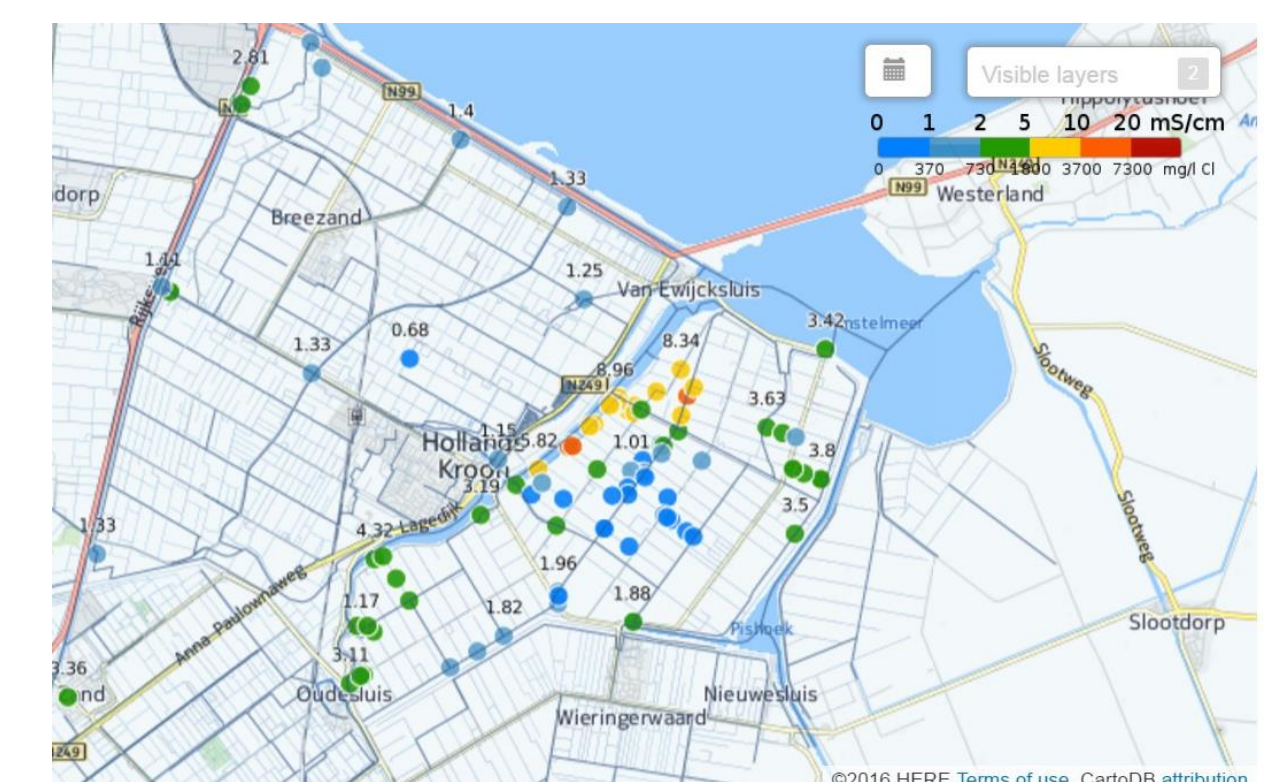 2.81
N99
1.4
Visible layers 2
Hippolytushoef
0 1 2 5 10 20 mS/cm
0 370 730 1800 3700 7300 mg/l Cl
N240
N99
Westerland
1.33
dorp
Breezand
1.11
1.25
Van Ewijcksluis
3.42
mstelmeer
0.68
1.33
8.34
8.96
N249
3.63
Slootweg
1.15
5.82
1.01
Hollands
Kroon
3.8
3.19
3.5
Slootweg
4.32
Lagedijk
1.33
1.96
Anna Paulownaweg
1.17
1.82
1.88
Pishoek
Slootdorp
3.11
3.36
and
Oudesluis
Nieuwesluis
Wieringerwaard
249
©2016 HERE Terms of use, CartoDB attribution